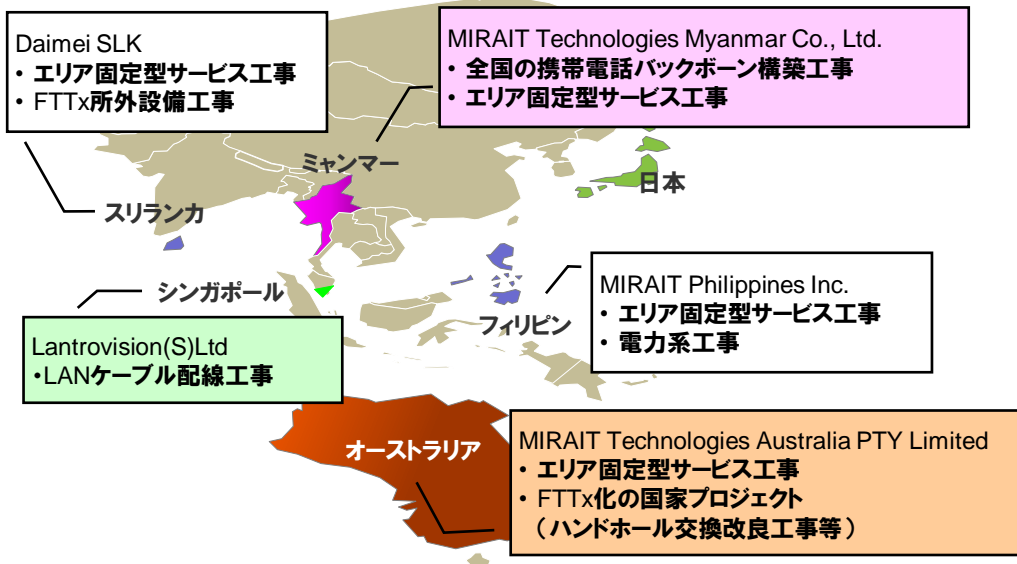 Daimei SLK
・ エリア固定型サービス工事
・ FTTx所外設備工事
MIRAIT Technologies Myanmar Co., Ltd.
・ 全国の携帯電話バックボーン構築工事
・ エリア固定型サービス工事
ミャンマー
日本
スリランカ
シンガポール
フィリピン
MIRAIT Philippines Inc.
・ エリア固定型サービス工事
・ 電力系工事
Lantrovision(S)Ltd
・LANケーブル配線工事
オーストラリア
MIRAIT Technologies Australia PTY Limited
・ エリア固定型サービス工事
・ FTTx化の国家プロジェクト
（ハンドホール交換改良工事等）